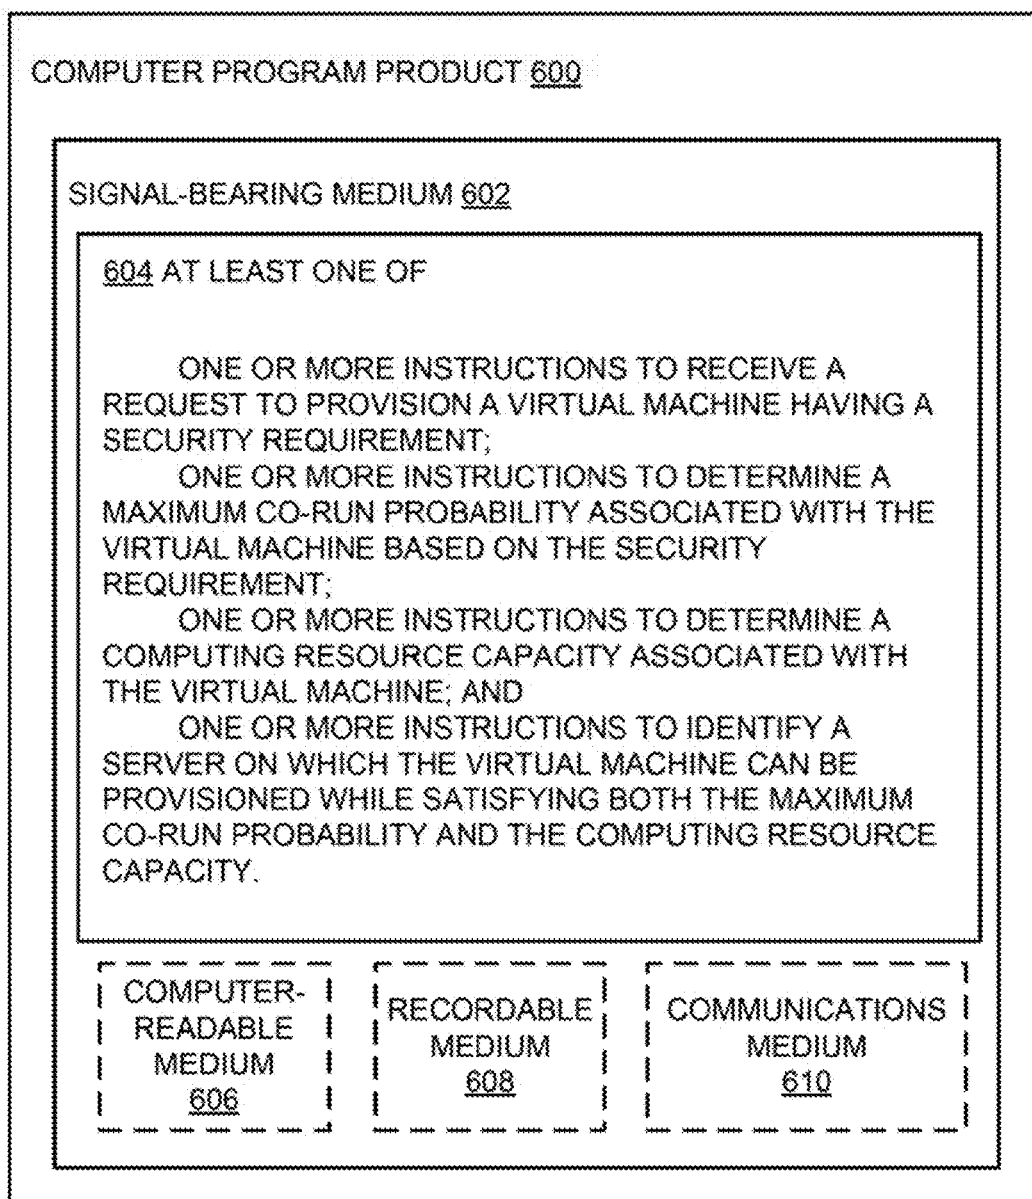 COMPUTER PROGRAM PRODUCT 600
SIGNAL-BEARING MEDIUM 602
604 AT LEAST ONE OF
ONE OR MORE INSTRUCTIONS TO RECEIVE A
REQUEST TO PROVISION A VIRTUAL MACHINE HAVING A
SECURITY REQUIREMENT;
ONE OR MORE INSTRUCTIONS TO DETERMINE A
MAXIMUM CO-RUN PROBABILITY ASSOCIATED WITH THE
VIRTUAL MACHINE BASED ON THE SECURITY
REQUIREMENT;
ONE OR MORE INSTRUCTIONS TO DETERMINE A
COMPUTING RESOURCE CAPACITY ASSOCIATED WITH
THE VIRTUAL MACHINE; AND
ONE OR MORE INSTRUCTIONS TO IDENTIFY A
SERVER ON WHICH THE VIRTUAL MACHINE CAN BE
PROVISIONED WHILE SATISFYING BOTH THE MAXIMUM
CO-RUN PROBABILITY AND THE COMPUTING RESOURCE
CAPACITY.
COMPUTER-
READABLE
MEDIUM
606
RECORDABLE
MEDIUM
608
COMMUNICATIONS
MEDIUM
610